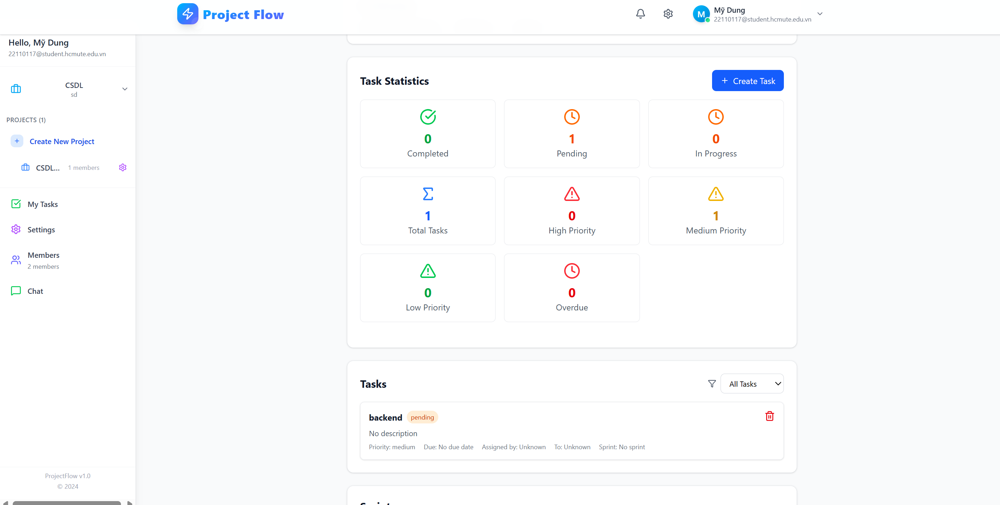 Project Flow
M
Mỹ Dung
22110117@student.hcmute.edu.vn
Hello, Mỹ Dung
22110117@student.hcmute.edu.vn
CSDL
sd
PROJECTS (1)
Create New Project
CSDL...
1 members
My Tasks
Settings
Members
2 members
Chat
ProjectFlow v1.0
© 2024
Task Statistics
+ Create Task
0
Completed
1
Pending
0
In Progress
1
Total Tasks
0
High Priority
1
Medium Priority
0
Low Priority
0
Overdue
Tasks
All Tasks
backend
pending
No description
Priority: medium
Due: No due date
Assigned by: Unknown
To: Unknown
Sprint: No sprint